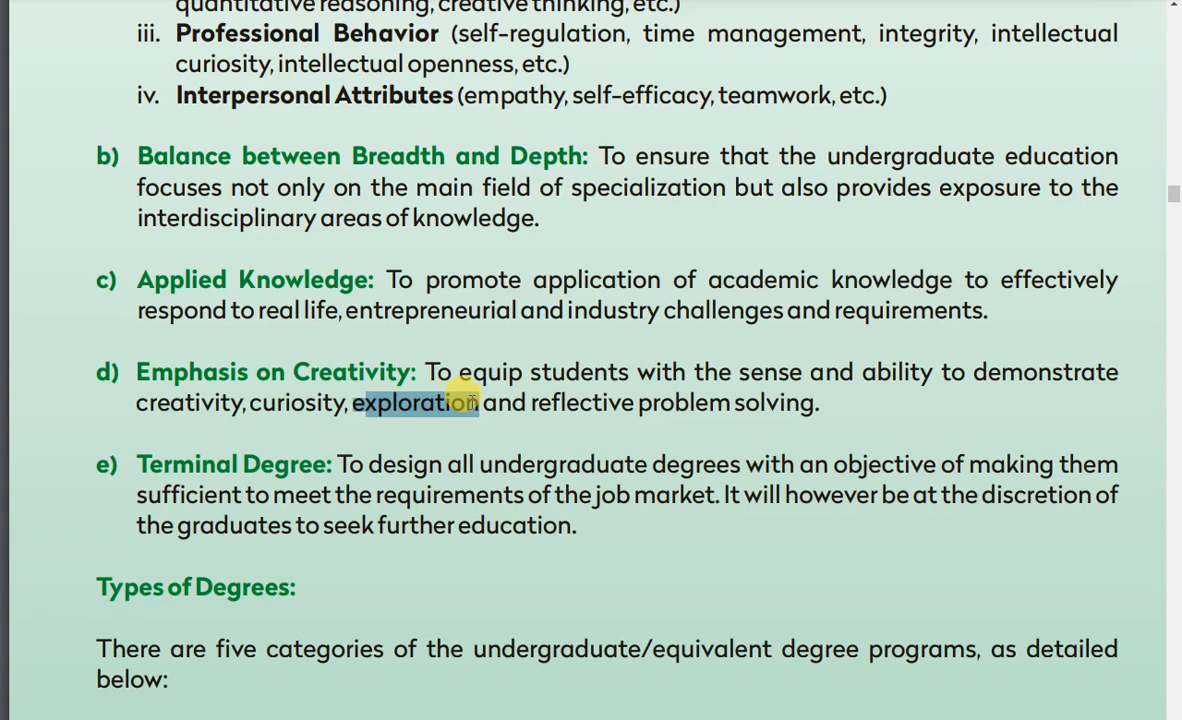 quantitative reasoning, creative thinking, etc.)
iii. Professional Behavior (self-regulation, time management, integrity, intellectual
curiosity, intellectual openness, etc.)
iv. Interpersonal Attributes (empathy, self-efficacy, teamwork, etc.)
b) Balance between Breadth and Depth: To ensure that the undergraduate education
focuses not only on the main field of specialization but also provides exposure to the
interdisciplinary areas of knowledge.
c) Applied Knowledge: To promote application of academic knowledge to effectively
respond to real life, entrepreneurial and industry challenges and requirements.
d) Emphasis on Creativity: To equip students with the sense and ability to demonstrate
creativity, curiosity, exploration and reflective problem solving.
e) Terminal Degree: To design all undergraduate degrees with an objective of making them
sufficient to meet the requirements of the job market. It will however be at the discretion of
the graduates to seek further education.
Types of Degrees:
There are five categories of the undergraduate/equivalent degree programs, as detailed
below: